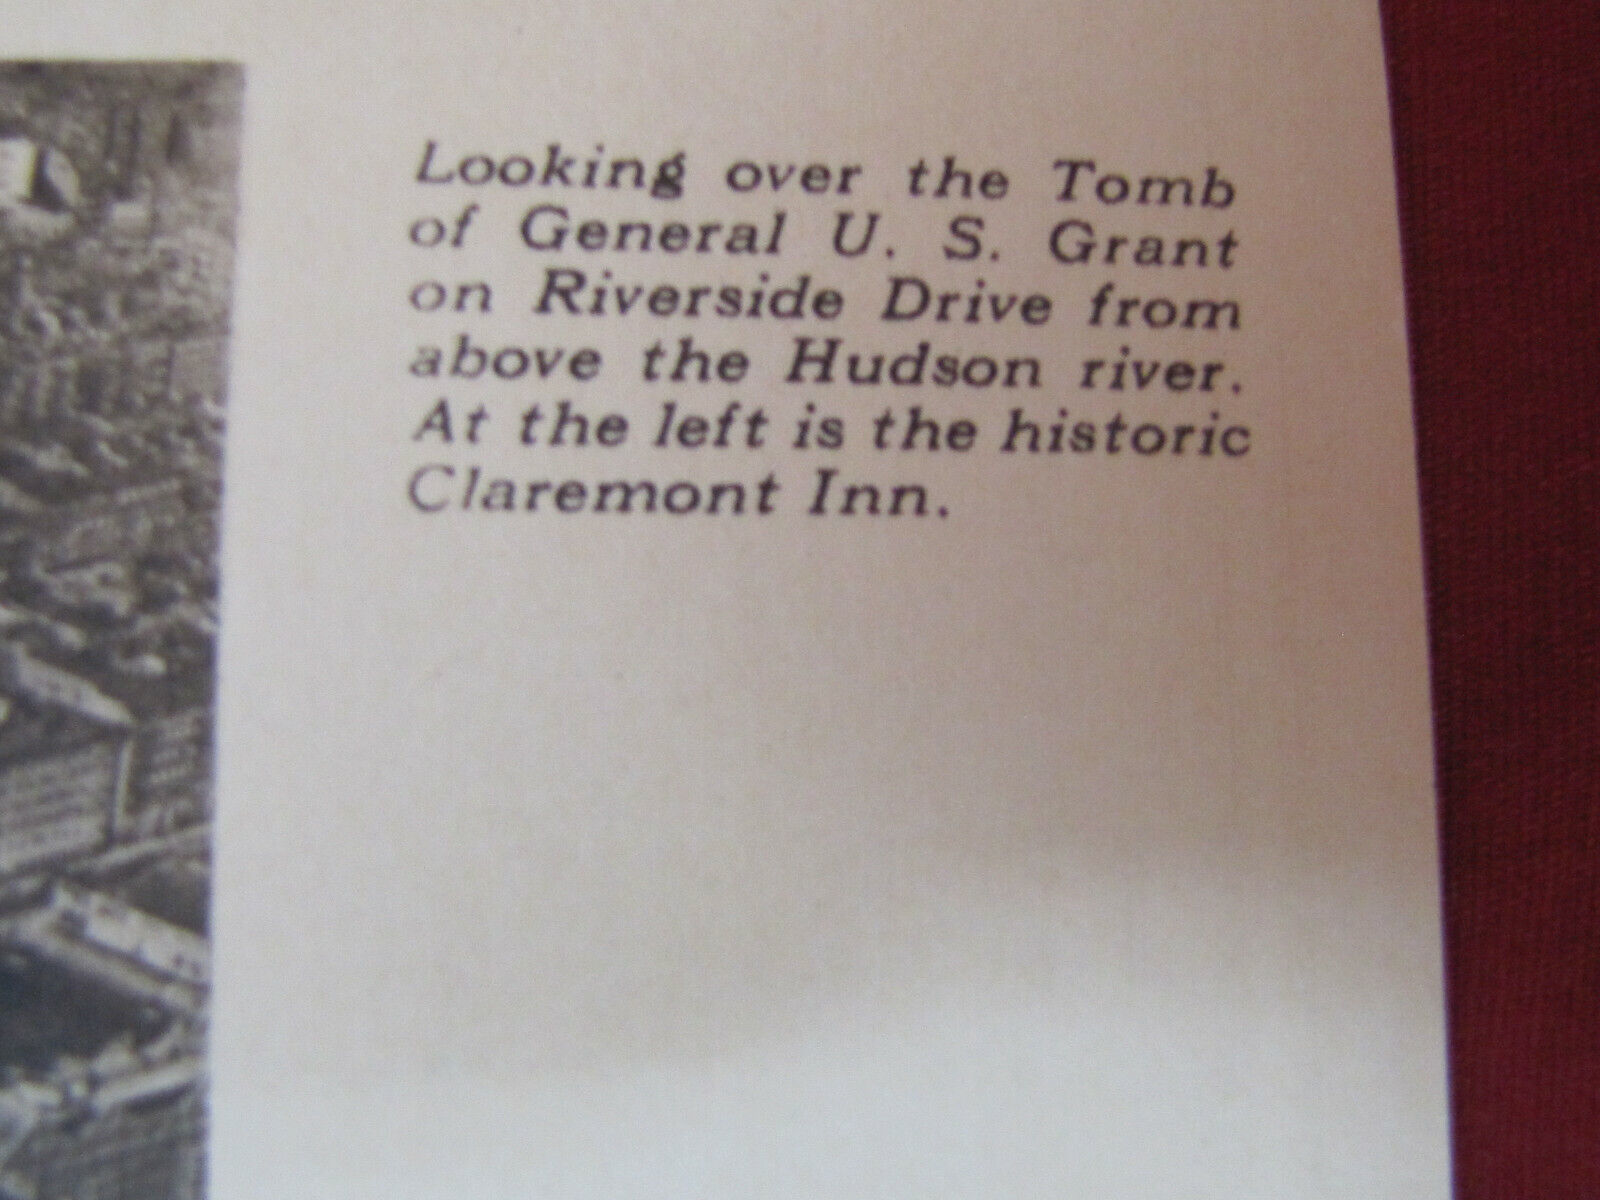 Looking over the Tomb
of General U. S. Grant
on Riverside Drive from
above the Hudson river.
At the left is the historic
Claremont Inn.